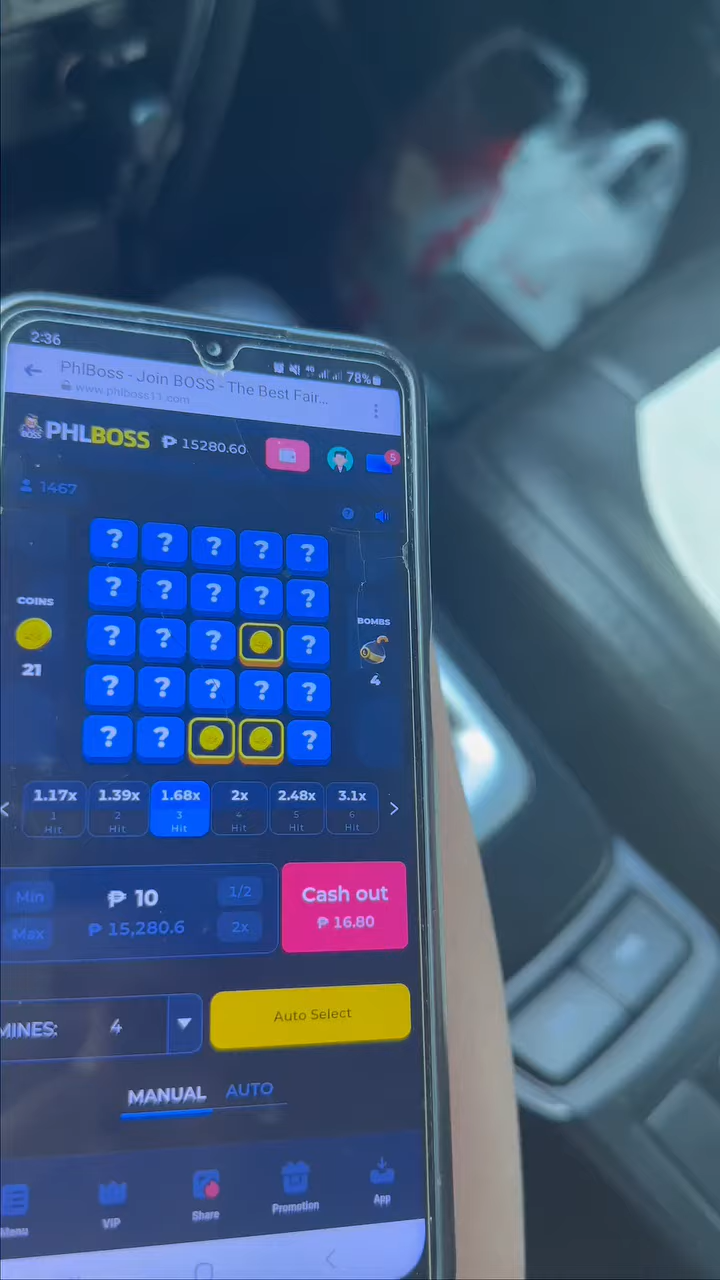 2:36
4G
78%
PhlBoss - Join BOSS - The Best Fair...
www.phlboss11.com
BOSS PHLBOSS ₱ 15280.60
5
1467
?
? ? ? ? ?
? ? ? ? ?
? ? ? ?
? ? ? ? ?
? ? ?
COINS
21
BOMBS
4
< 1.17x 1.39x 1.68x 2x 2.48x 3.1x >
1 2 3 4 5 6
Hit Hit Hit Hit Hit Hit
Min ₱ 10 1/2
Max ₱ 15,280.6 2x
Cash out
₱ 16.80
MINES: 4
Auto Select
MANUAL AUTO
Menu VIP Share Promotion App